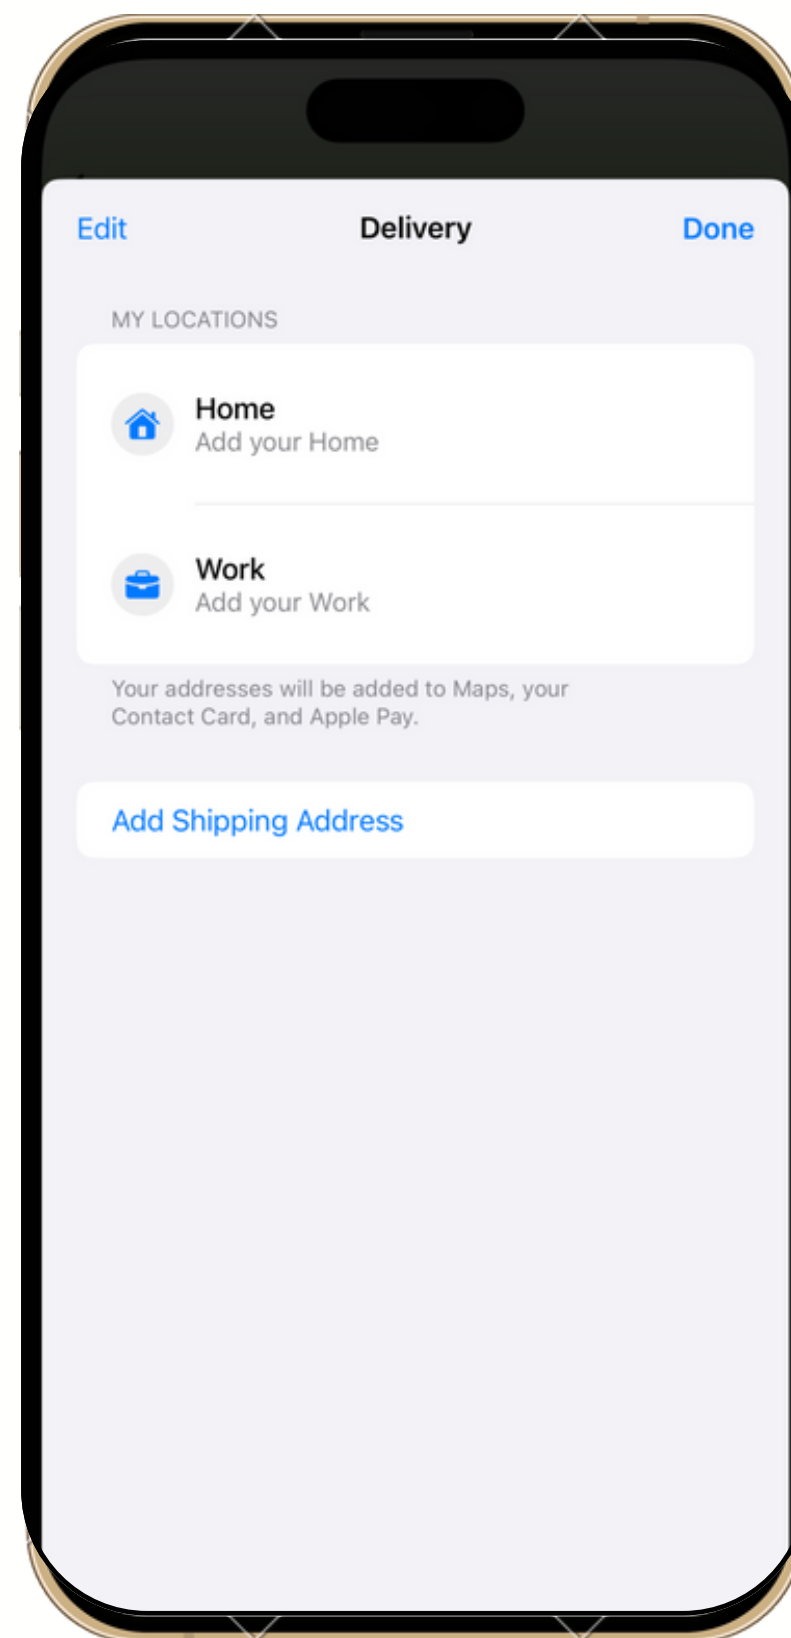 Edit
Delivery
Done
MY LOCATIONS
Home
Add your Home
Work
Add your Work
Your addresses will be added to Maps, your
Contact Card, and Apple Pay.
Add Shipping Address